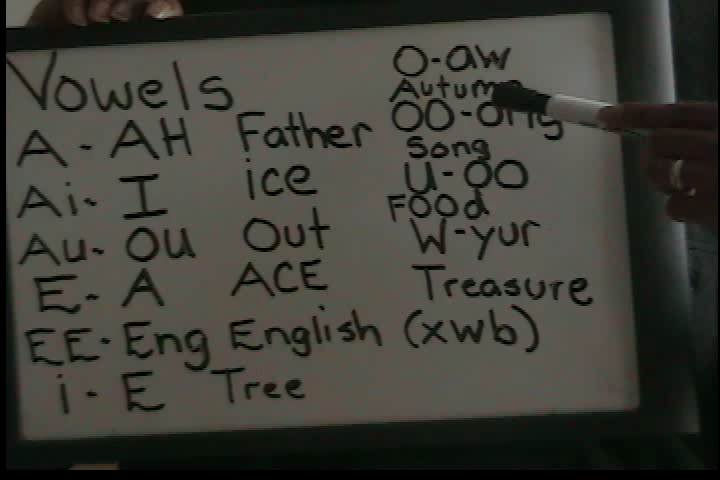 Vowels
A - AH Father
Ai - I ice
Au - OU Out
E - A ACE
EE - Eng English (xwb)
i - E Tree
O - aw
Autumn
OO - ong
Song
U - OO
Food
W - yur
Treasure